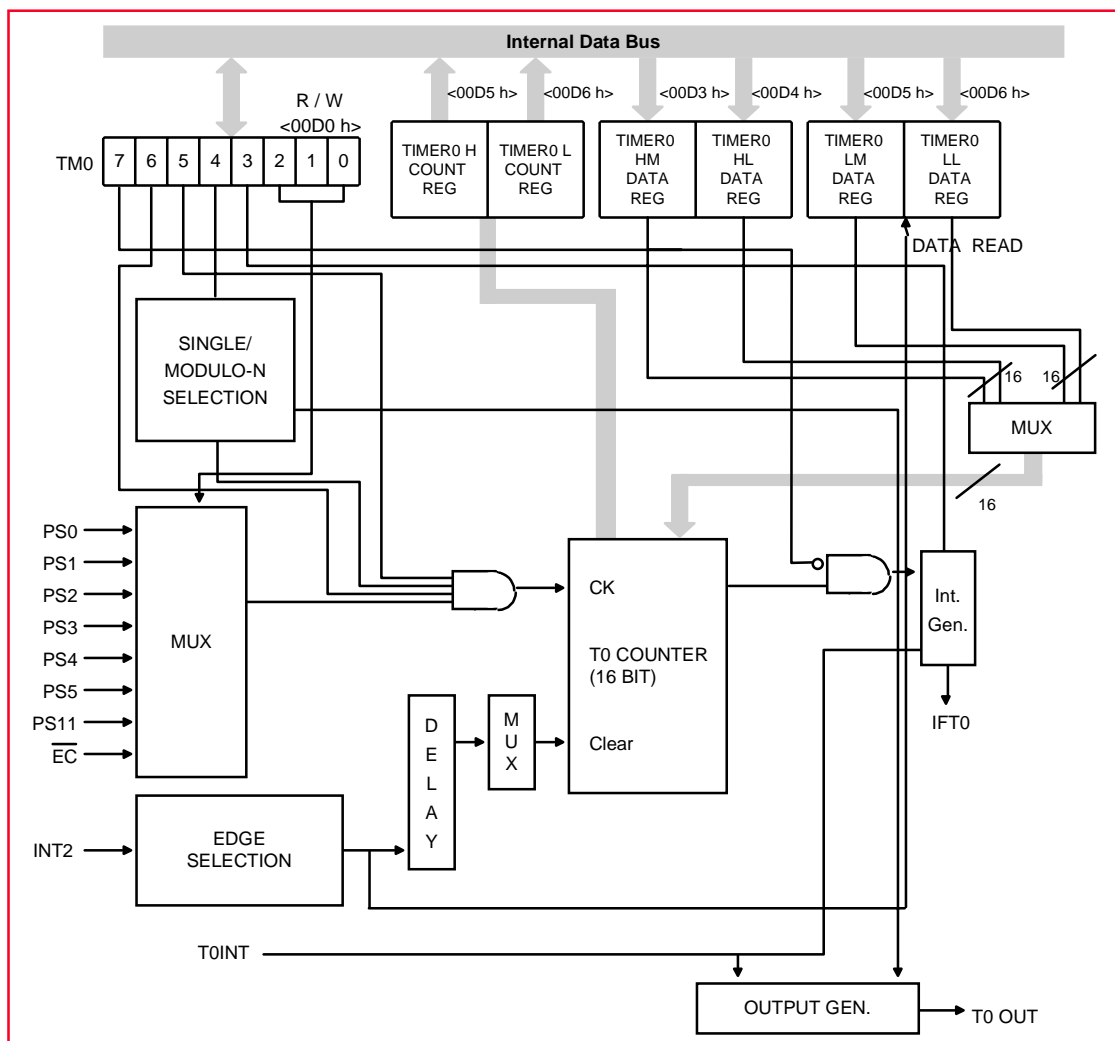 Internal Data Bus
R / W
<00D0 h>
<00D5 h>
<00D6 h>
<00D3 h>
<00D4 h>
<00D5 h>
<00D6 h>
TM0
7
6
5
4
3
2
1
0
TIMER0 H
COUNT
REG
TIMER0 L
COUNT
REG
TIMER0
HM
DATA
REG
TIMER0
HL
DATA
REG
TIMER0
LM
DATA
REG
TIMER0
LL
DATA
REG
DATA READ
SINGLE/
MODULO-N
SELECTION
16
16
MUX
16
PS0
PS1
PS2
PS3
PS4
PS5
PS11
EC
MUX
CK
T0 COUNTER
(16 BIT)
Clear
Int.
Gen.
IFT0
D
E
L
A
Y
M
U
X
INT2
EDGE
SELECTION
T0INT
OUTPUT GEN.
T0 OUT